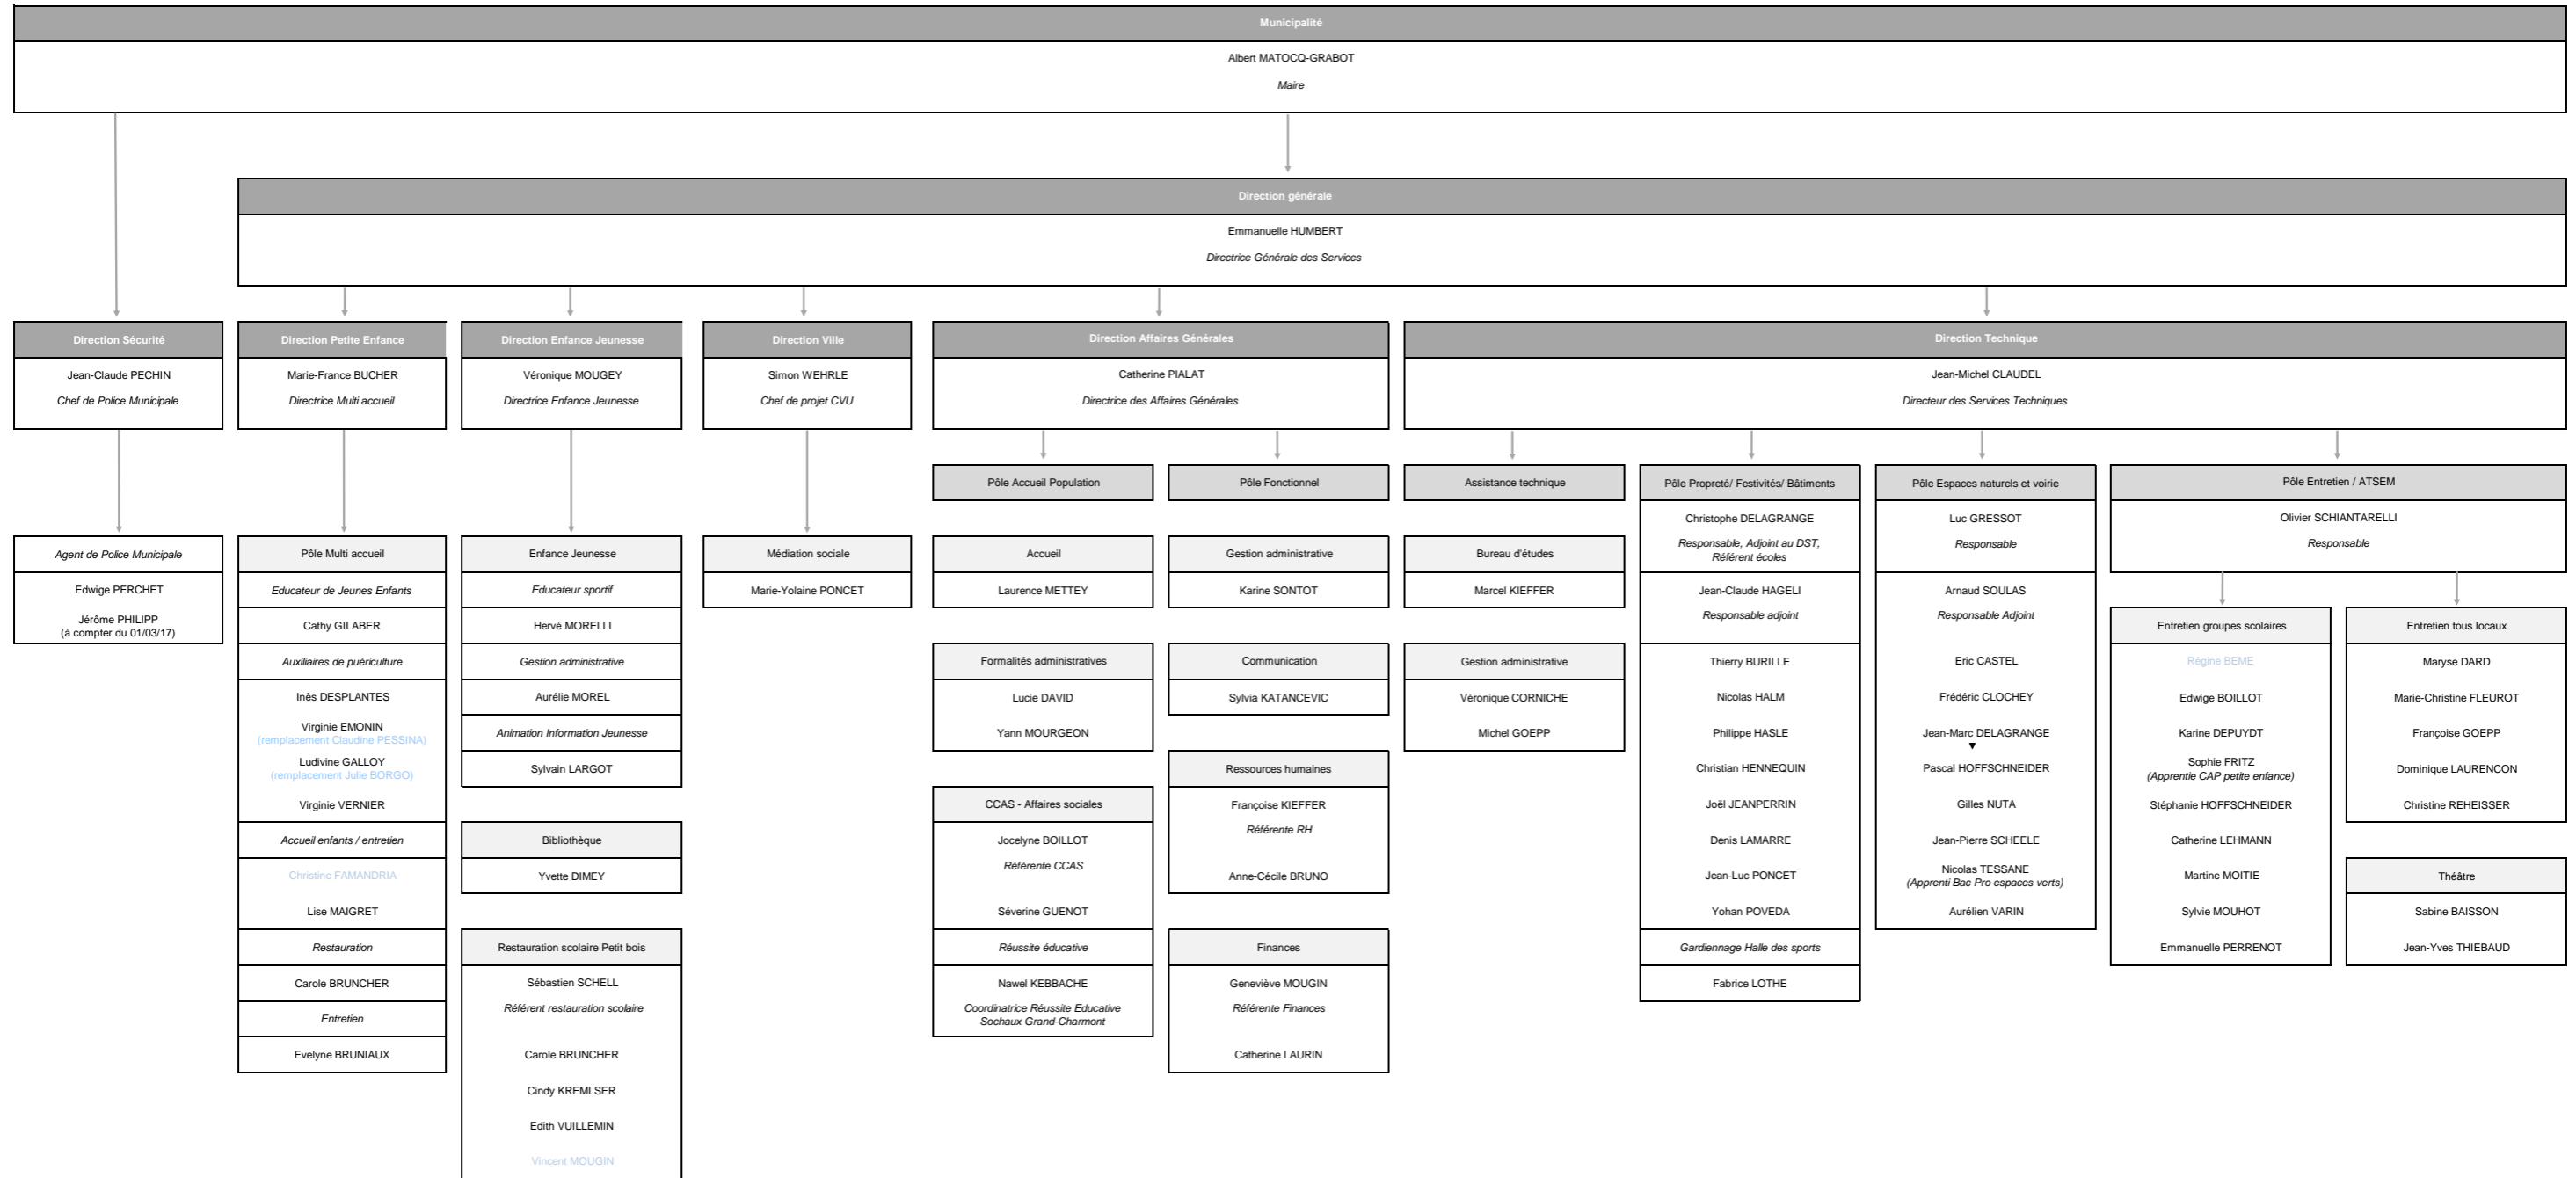 Municipalité
Albert MATOCQ-GRABOT
Maire
Direction générale
Emmanuelle HUMBERT
Directrice Générale des Services
Direction Sécurité
Jean-Claude PECHIN
Chef de Police Municipale
Agent de Police Municipale
Edwige PERCHET
Jérôme PHILIPP
(à compter du 01/03/17)
Direction Petite Enfance
Marie-France BUCHER
Directrice Multi accueil
Pôle Multi accueil
Educateur de Jeunes Enfants
Cathy GILABER
Auxiliaires de puériculture
Inès DESPLANTES
Virginie EMONIN
(remplacement Claudine PESSINA)
Ludivine GALLOY
(remplacement Julie BORGO)
Virginie VERNIER
Accueil enfants / entretien
Christine FAMANDRIA
Lise MAIGRET
Restauration
Carole BRUNCHER
Entretien
Evelyne BRUNIAUX
Direction Enfance Jeunesse
Véronique MOUGEY
Directrice Enfance Jeunesse
Enfance Jeunesse
Educateur sportif
Hervé MORELLI
Gestion administrative
Aurélie MOREL
Animation Information Jeunesse
Sylvain LARGOT
Bibliothèque
Yvette DIMEY
Restauration scolaire Petit bois
Sébastien SCHELL
Référent restauration scolaire
Carole BRUNCHER
Cindy KREMLSER
Edith VUILLEMIN
Vincent MOUGIN
Direction Ville
Simon WEHRLE
Chef de projet CVU
Médiation sociale
Marie-Yolaine PONCET
Direction Affaires Générales
Catherine PIALAT
Directrice des Affaires Générales
Pôle Accueil Population
Accueil
Laurence METTEY
Formalités administratives
Lucie DAVID
Yann MOURGEON
CCAS - Affaires sociales
Jocelyne BOILLOT
Référente CCAS
Séverine GUENOT
Réussite éducative
Nawel KEBBACHE
Coordinatrice Réussite Educative
Sochaux Grand-Charmont
Pôle Fonctionnel
Gestion administrative
Karine SONTOT
Communication
Sylvia KATANCEVIC
Ressources humaines
Françoise KIEFFER
Référente RH
Anne-Cécile BRUNO
Finances
Geneviève MOUGIN
Référente Finances
Catherine LAURIN
Direction Technique
Jean-Michel CLAUDEL
Directeur des Services Techniques
Assistance technique
Bureau d'études
Marcel KIEFFER
Gestion administrative
Véronique CORNICHE
Michel GOEPP
Pôle Propreté/ Festivités/ Bâtiments
Christophe DELAGRANGE
Responsable, Adjoint au DST,
Référent écoles
Jean-Claude HAGELI
Responsable adjoint
Thierry BURILLE
Nicolas HALM
Philippe HASLE
Christian HENNEQUIN
Joël JEANPERRIN
Denis LAMARRE
Jean-Luc PONCET
Yohan POVEDA
Gardiennage Halle des sports
Fabrice LOTHE
Pôle Espaces naturels et voirie
Luc GRESSOT
Responsable
Arnaud SOULAS
Responsable Adjoint
Eric CASTEL
Frédéric CLOCHEY
Jean-Marc DELAGRANGE
▼
Pascal HOFFSCHNEIDER
Gilles NUTA
Jean-Pierre SCHEELE
Nicolas TESSANE
(Apprenti Bac Pro espaces verts)
Aurélien VARIN
Pôle Entretien / ATSEM
Olivier SCHIANTARELLI
Responsable
Entretien groupes scolaires
Régine BEME
Edwige BOILLOT
Karine DEPUYDT
Sophie FRITZ
(Apprentie CAP petite enfance)
Stéphanie HOFFSCHNEIDER
Catherine LEHMANN
Martine MOITIE
Sylvie MOUHOT
Emmanuelle PERRENOT
Entretien tous locaux
Maryse DARD
Marie-Christine FLEUROT
Françoise GOEPP
Dominique LAURENCON
Christine REHEISSER
Théâtre
Sabine BAISSON
Jean-Yves THIEBAUD